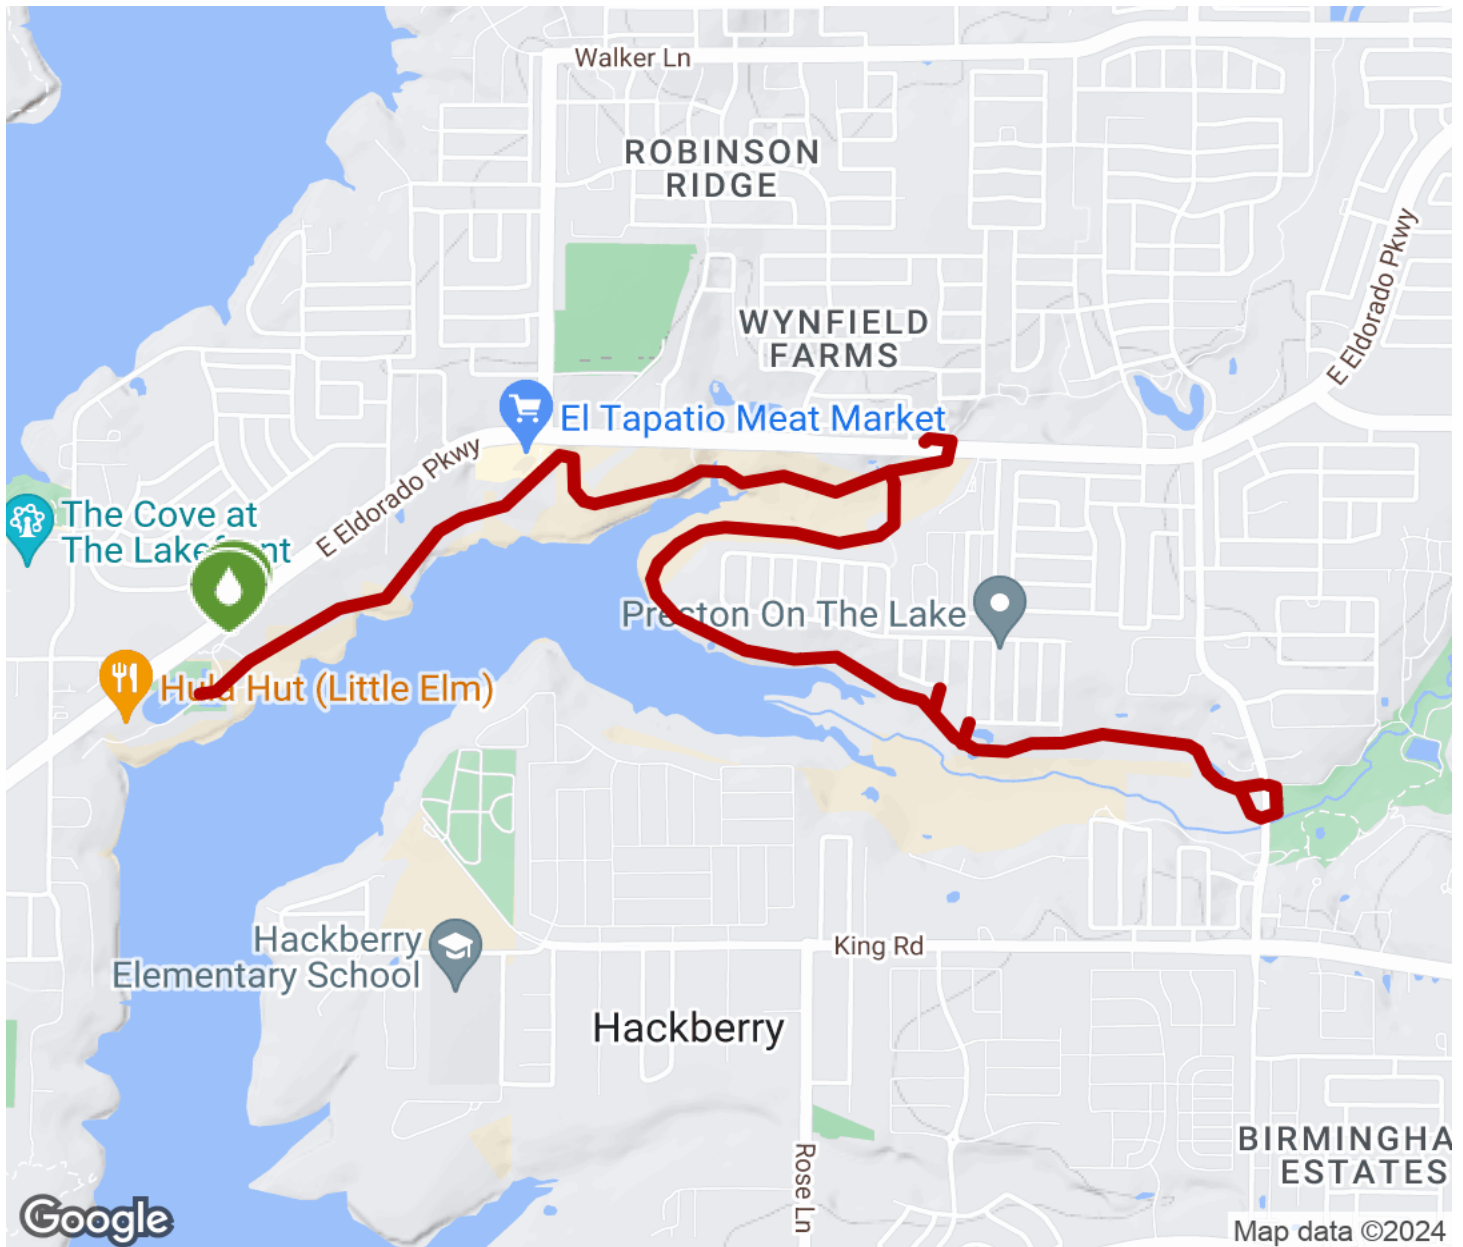 Walker Ln
ROBINSON
RIDGE
E Eldorado Pkwy
WYNFIELD
FARMS
El Tapatio Meat Market
E Eldorado Pkwy
The Cove at
The Lakefront
Preston On The Lake
Hula Hut (Little Elm)
Hackberry
Elementary School
King Rd
Hackberry
Rose Ln
BIRMINGHA
ESTATES
Google
Map data ©2024